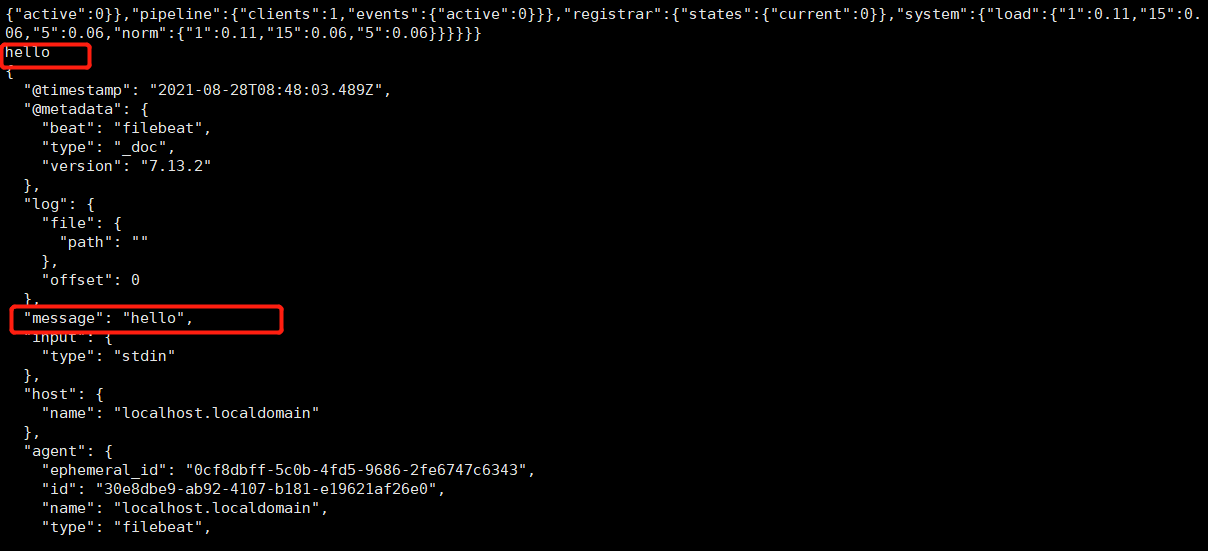 {"active":0}},"pipeline":{"clients":1,"events":{"active":0}}},"registrar":{"states":{"current":0}},"system":{"load":{"1":0.11,"15":0.
06,"5":0.06,"norm":{"1":0.11,"15":0.06,"5":0.06}}}}}}
hello
{
  "@timestamp": "2021-08-28T08:48:03.489Z",
  "@metadata": {
    "beat": "filebeat",
    "type": "_doc",
    "version": "7.13.2"
  },
  "log": {
    "file": {
      "path": ""
    },
    "offset": 0
  },
  "message": "hello",
  "input": {
    "type": "stdin"
  },
  "host": {
    "name": "localhost.localdomain"
  },
  "agent": {
    "ephemeral_id": "0cf8dbff-5c0b-4fd5-9686-2fe6747c6343",
    "id": "30e8dbe9-ab92-4107-b181-e19621af26e0",
    "name": "localhost.localdomain",
    "type": "filebeat",